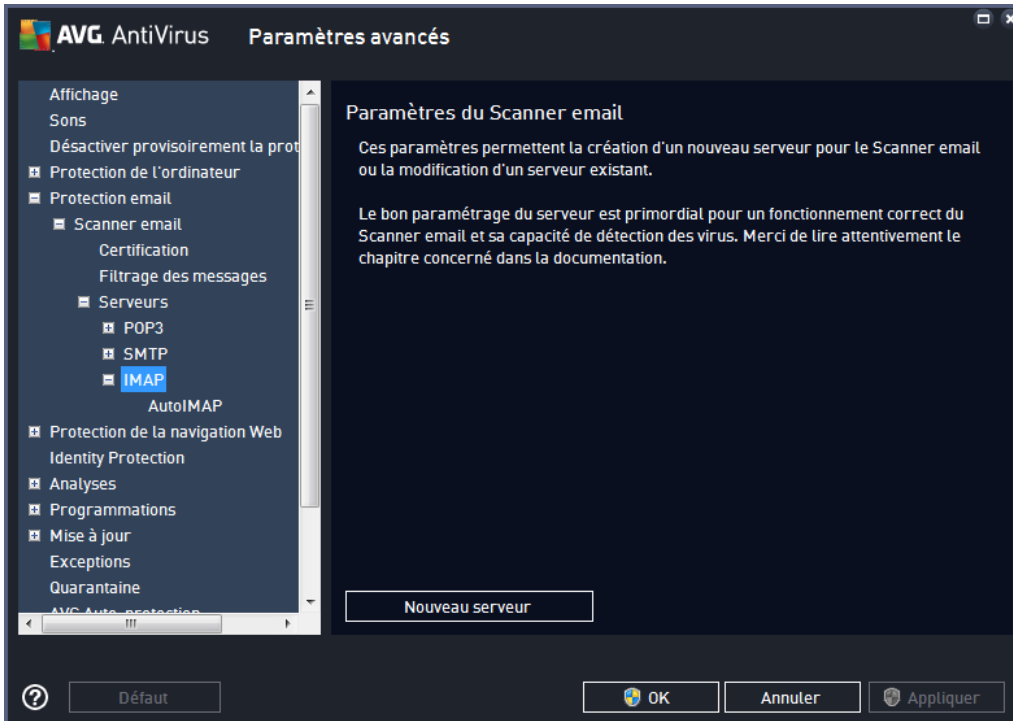 AVG. AntiVirus Paramètres avancés
Affichage
Sons
Désactiver provisoirement la prot
Protection de l'ordinateur
Protection email
Scanner email
Certification
Filtrage des messages
Serveurs
POP3
SMTP
IMAP
AutoIMAP
Protection de la navigation Web
Identity Protection
Analyses
Programmations
Mise à jour
Exceptions
Quarantaine
AVG Auto-protection
Paramètres du Scanner email
Ces paramètres permettent la création d'un nouveau serveur pour le Scanner email
ou la modification d'un serveur existant.
Le bon paramétrage du serveur est primordial pour un fonctionnement correct du
Scanner email et sa capacité de détection des virus. Merci de lire attentivement le
chapitre concerné dans la documentation.
Nouveau serveur
? Défaut OK Annuler Appliquer